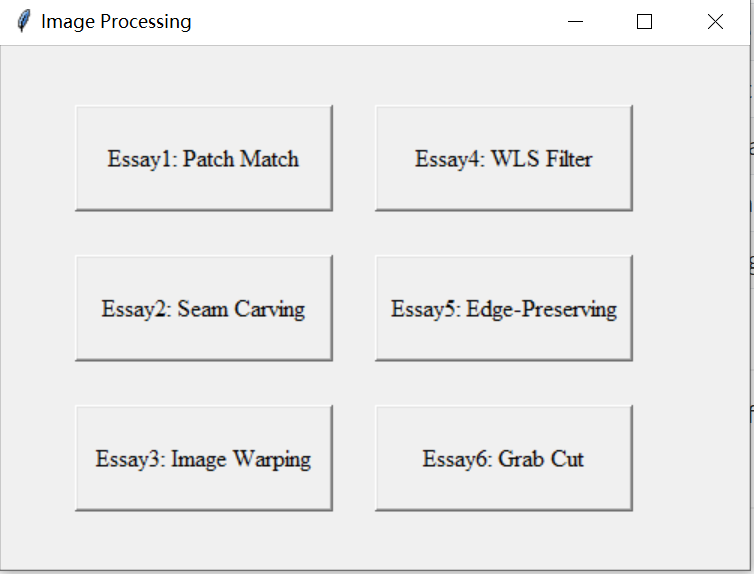 Image Processing
Essay1: Patch Match
Essay4: WLS Filter
Essay2: Seam Carving
Essay5: Edge-Preserving
Essay3: Image Warping
Essay6: Grab Cut